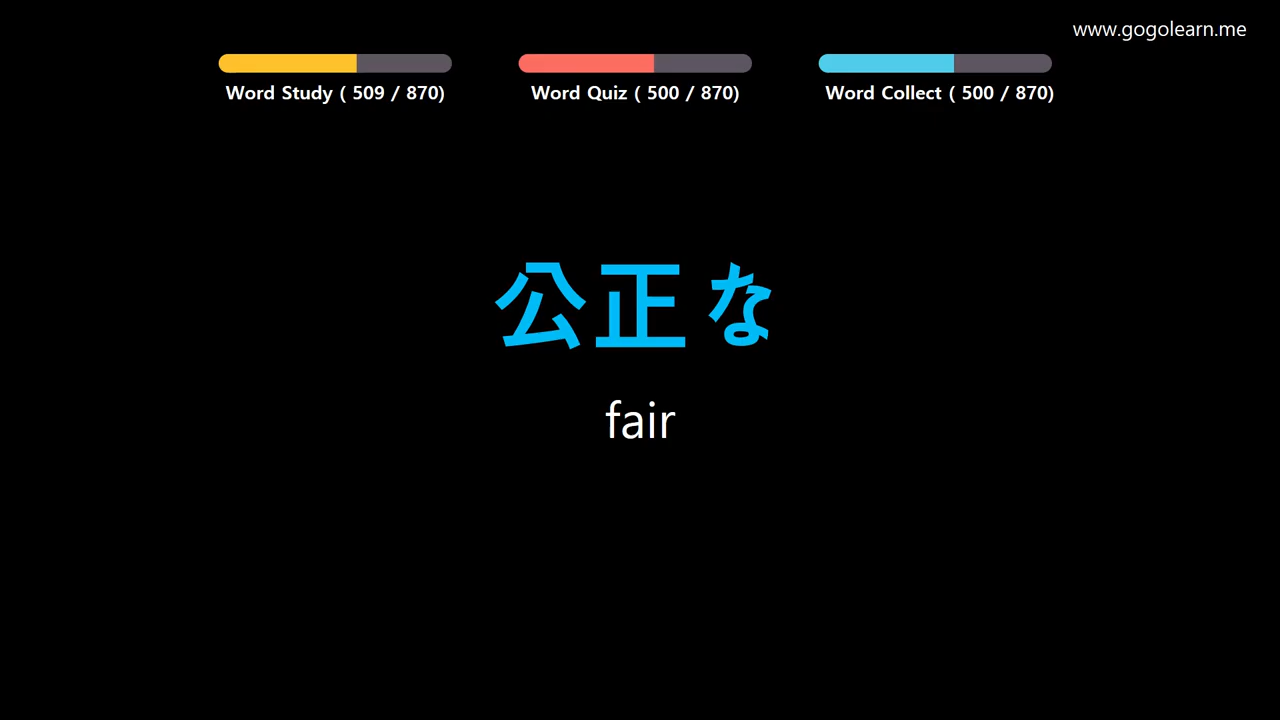 www.gogolearn.me
Word Study ( 509 / 870)
Word Quiz ( 500 / 870)
Word Collect ( 500 / 870)
公正な
fair